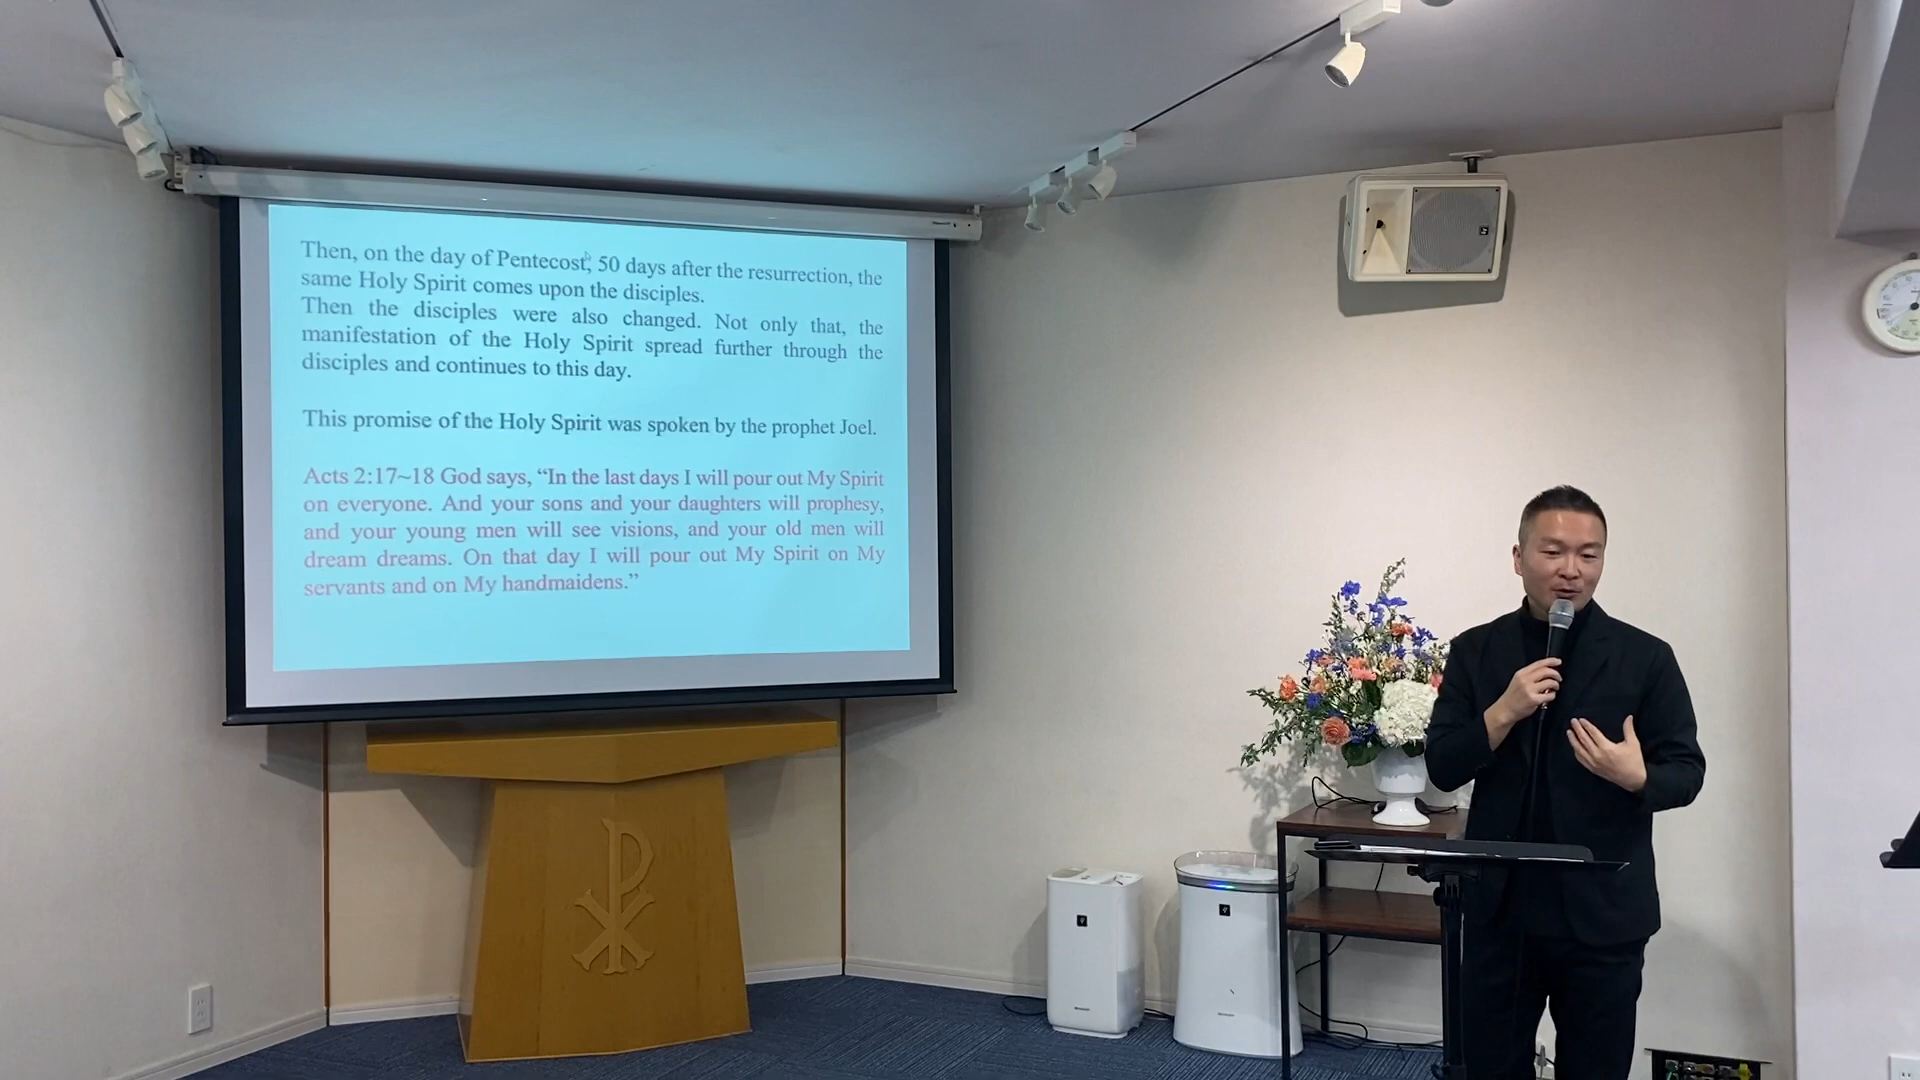 Then, on the day of Pentecost, 50 days after the resurrection, the
same Holy Spirit comes upon the disciples.
Then the disciples were also changed. Not only that, the
manifestation of the Holy Spirit spread further through the
disciples and continues to this day.
This promise of the Holy Spirit was spoken by the prophet Joel.
Acts 2:17~18 God says, “In the last days I will pour out My Spirit
on everyone. And your sons and your daughters will prophesy,
and your young men will see visions, and your old men will
dream dreams. On that day I will pour out My Spirit on My
servants and on My handmaidens.”